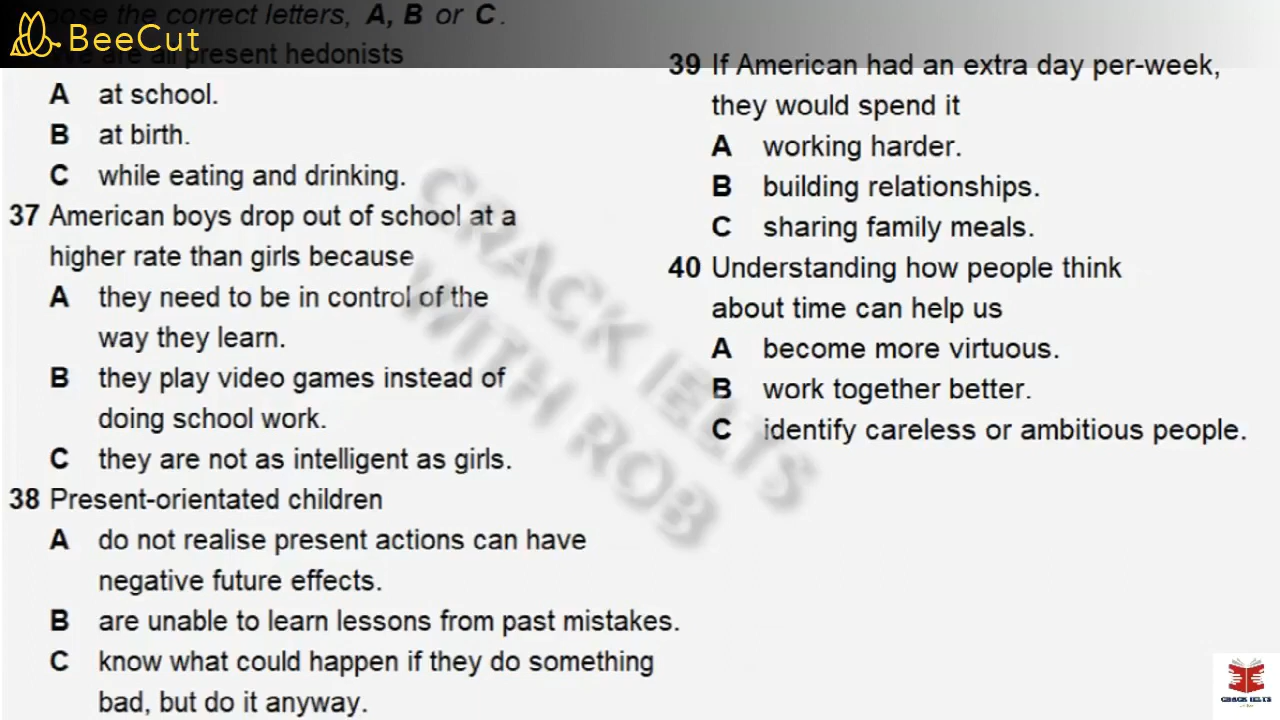 oose the correct letters, A, B or C.
BeeCut
are all present hedonists
A at school.
B at birth.
C while eating and drinking.
37 American boys drop out of school at a
higher rate than girls because
A they need to be in control of the
way they learn.
B they play video games instead of
doing school work.
C they are not as intelligent as girls.
38 Present-orientated children
A do not realise present actions can have
negative future effects.
B are unable to learn lessons from past mistakes.
C know what could happen if they do something
bad, but do it anyway.
39 If American had an extra day per-week,
they would spend it
A working harder.
B building relationships.
C sharing family meals.
40 Understanding how people think
about time can help us
A become more virtuous.
B work together better.
C identify careless or ambitious people.
CRACK IELTS
WITH ROB
CRACK IELTS